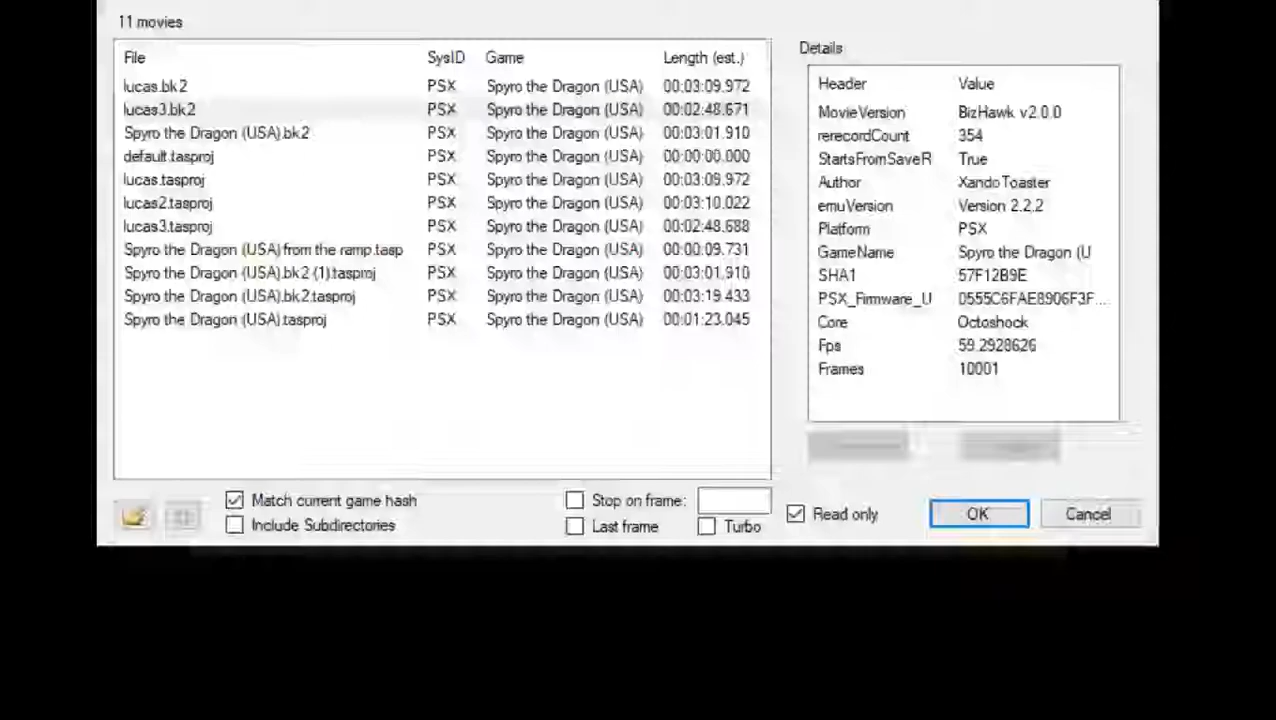 11 movies
File SysID Game Length (est.)
lucas.bk2 PSX Spyro the Dragon (USA) 00:03:09.972
lucas3.bk2 PSX Spyro the Dragon (USA) 00:02:48.671
Spyro the Dragon (USA).bk2 PSX Spyro the Dragon (USA) 00:03:01.910
default.tasproj PSX Spyro the Dragon (USA) 00:00:00.000
lucas.tasproj PSX Spyro the Dragon (USA) 00:03:09.972
lucas2.tasproj PSX Spyro the Dragon (USA) 00:03:10.022
lucas3.tasproj PSX Spyro the Dragon (USA) 00:02:48.688
Spyro the Dragon (USA) from the ramp.tasp PSX Spyro the Dragon (USA) 00:00:09.731
Spyro the Dragon (USA).bk2 (1).tasproj PSX Spyro the Dragon (USA) 00:03:01.910
Spyro the Dragon (USA).bk2.tasproj PSX Spyro the Dragon (USA) 00:03:19.433
Spyro the Dragon (USA).tasproj PSX Spyro the Dragon (USA) 00:01:23.045
Details
Header Value
MovieVersion BizHawk v2.0.0
rerecordCount 354
StartsFromSaveR True
Author XandoToaster
emuVersion Version 2.2.2
Platform PSX
GameName Spyro the Dragon (U
SHA1 57F12B9E
PSX_Firmware_U 0555C6FAE8906F3F...
Core Octoshock
Fps 59.2928626
Frames 10001
Match current game hash
Include Subdirectories
Stop on frame:
Last frame Turbo
Read only
OK Cancel